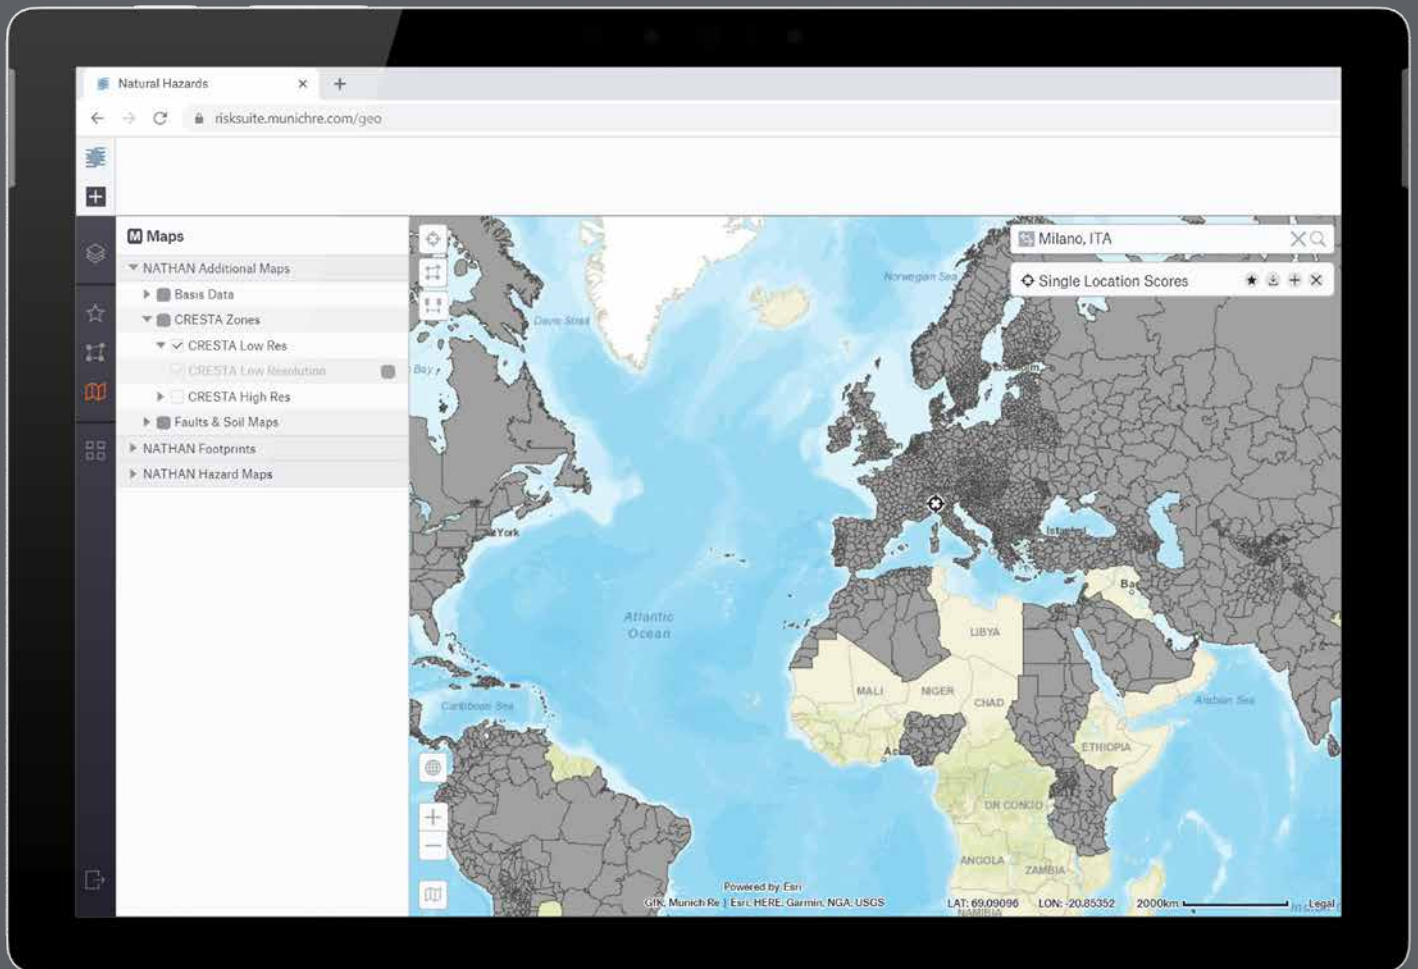 Natural Hazards
risksuite.munichre.com/geo
M Maps
NATHAN Additional Maps
Basis Data
CRESTA Zones
CRESTA Low Res
CRESTA Low Resolution
CRESTA High Res
Faults & Soil Maps
NATHAN Footprints
NATHAN Hazard Maps
Milano, ITA
Single Location Scores
Norwegian Sea
Davis Strait
Bay
York
Istanbul
Ba
Atlantic
Ocean
LIBYA
MALI
NIGER
CHAD
Caribbean Sea
Arabian Sea
Ac
ETHIOPIA
DR CONGO
ANGOLA
ZAMBIA
NAMIBIA
Powered by Esri
GfK, Munich Re | Esri, HERE, Garmin, NGA, USGS
LAT: 69.09096 LON: -20.85352 2000km Legal